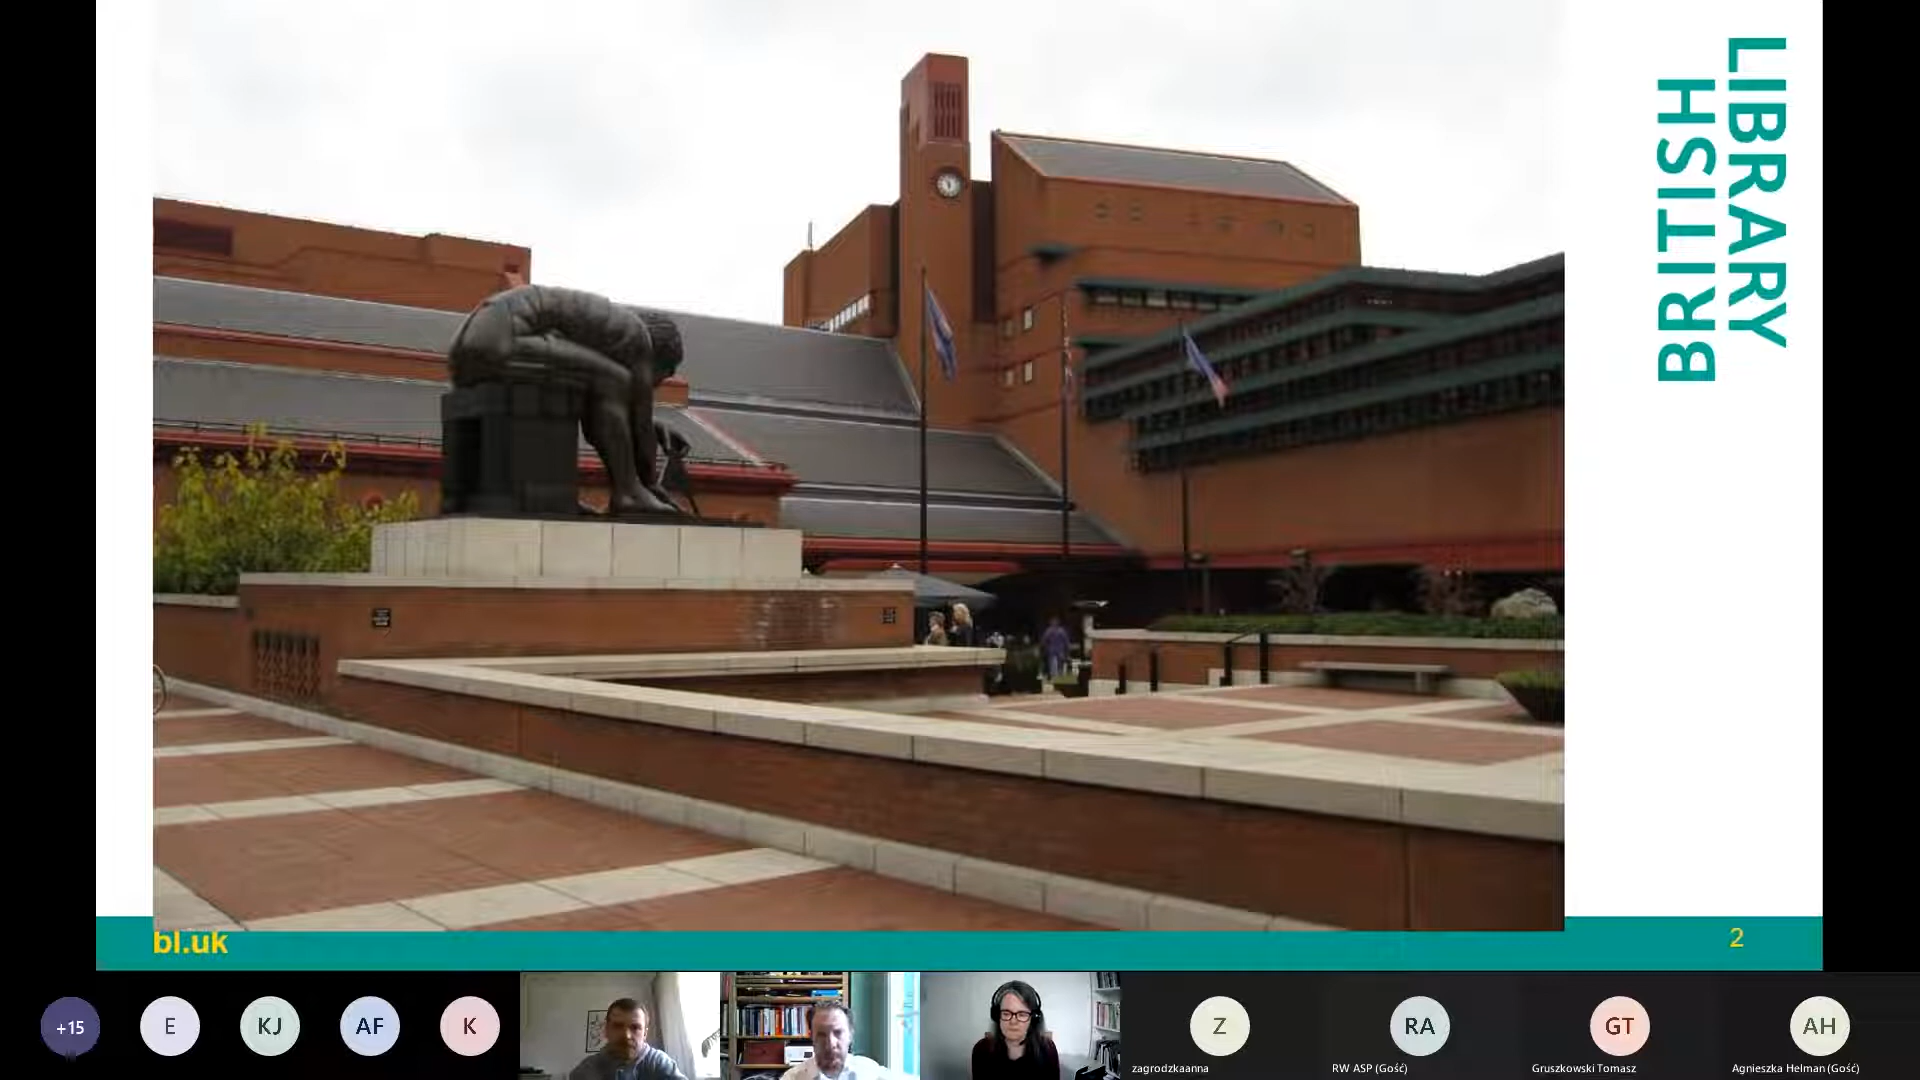 BRITISH
LIBRARY
bl.uk
2
+15
E
KJ
AF
K
Z
RA
GT
AH
zagrodzkaanna
RW ASP (Gość)
Gruszkowski Tomasz
Agnieszka Helman (Gość)